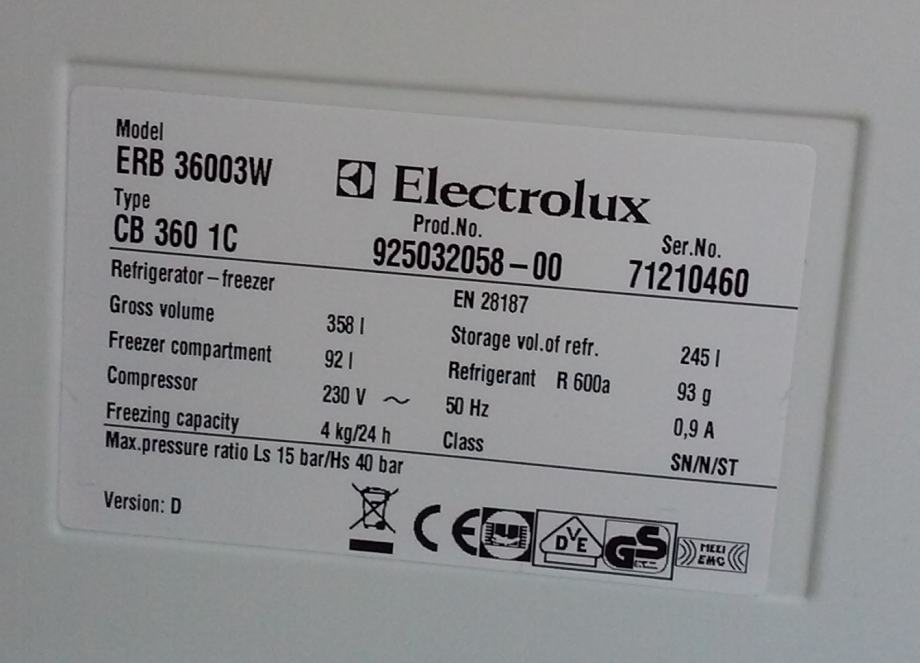 Model
ERB 36003W
Electrolux
Type
CB 360 1C
Prod.No.
925032058-00
Ser.No.
71210460
Refrigerator-freezer EN 28187
Gross volume 358 l Storage vol.of refr. 245 l
Freezer compartment 92 l Refrigerant R 600a 93 g
Compressor 230 V ~ 50 Hz 0,9 A
Freezing capacity 4 kg/24 h Class SN/N/ST
Max.pressure ratio Ls 15 bar/Hs 40 bar
Version: D
CE DVE GS EMC